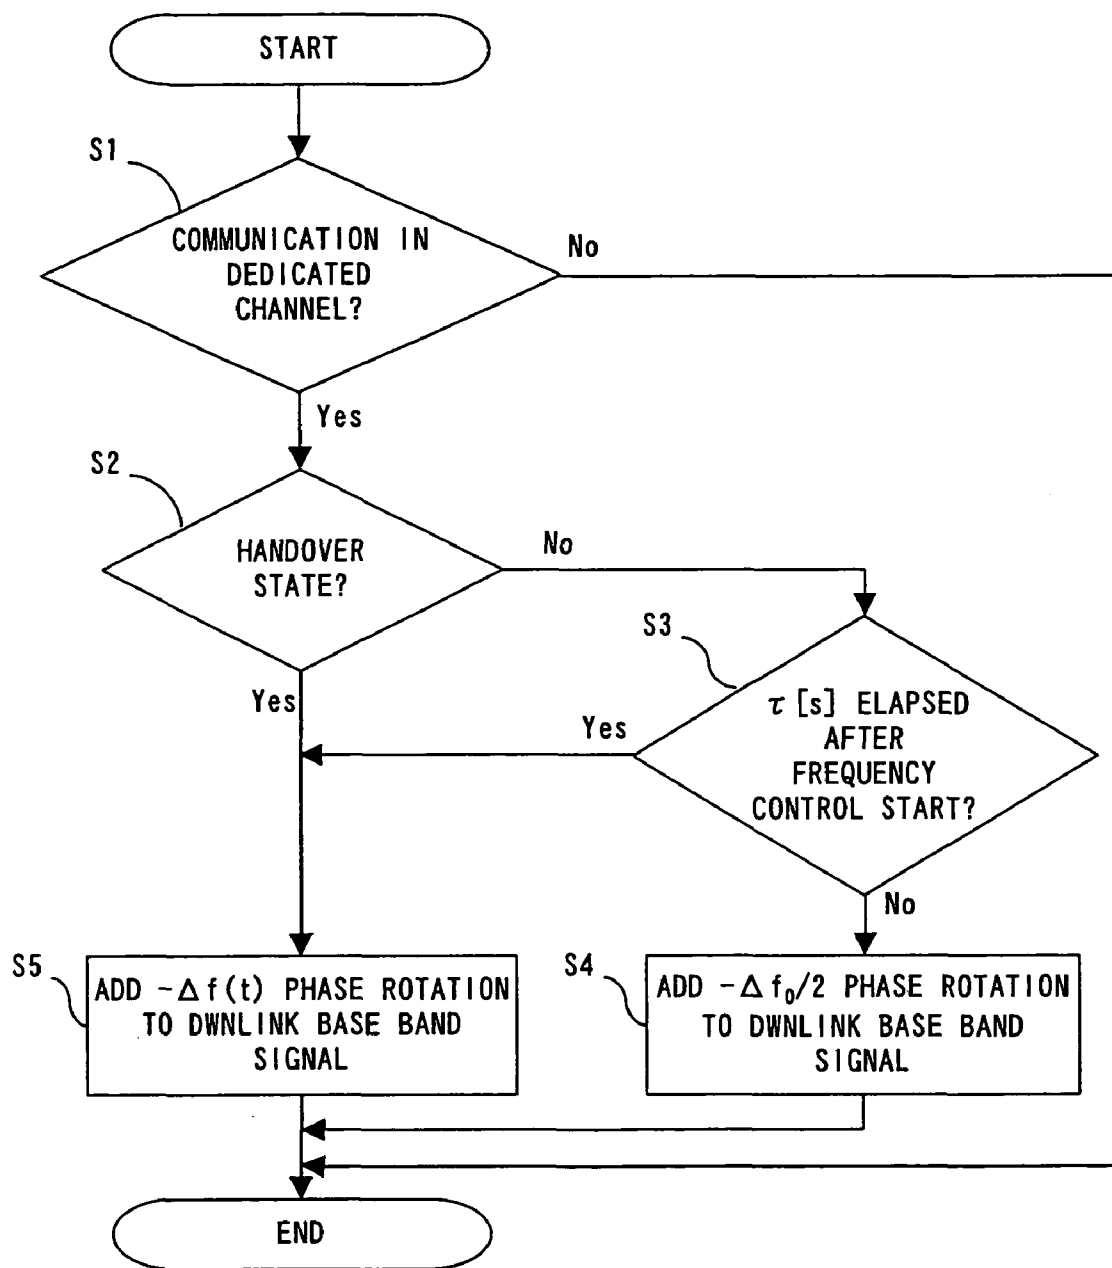 START
S1
COMMUNICATION IN
DEDICATED
CHANNEL?
No
Yes
S2
HANDOVER
STATE?
No
S3
Yes
τ [s] ELAPSED
AFTER
FREQUENCY
CONTROL START?
Yes
No
S5
ADD -Δf(t) PHASE ROTATION
TO DWNLINK BASE BAND
SIGNAL
S4
ADD -Δf₀/2 PHASE ROTATION
TO DWNLINK BASE BAND
SIGNAL
END